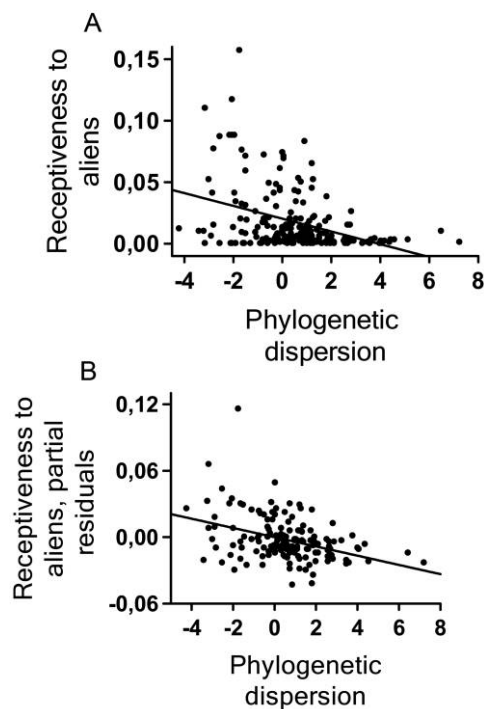 A
Receptiveness to
aliens
0,15
0,10
0,05
0,00
-4 -2 0 2 4 6 8
Phylogenetic
dispersion
B
Receptiveness to
aliens, partial
residuals
0,12
0,06
0,00
-0,06
-4 -2 0 2 4 6 8
Phylogenetic
dispersion